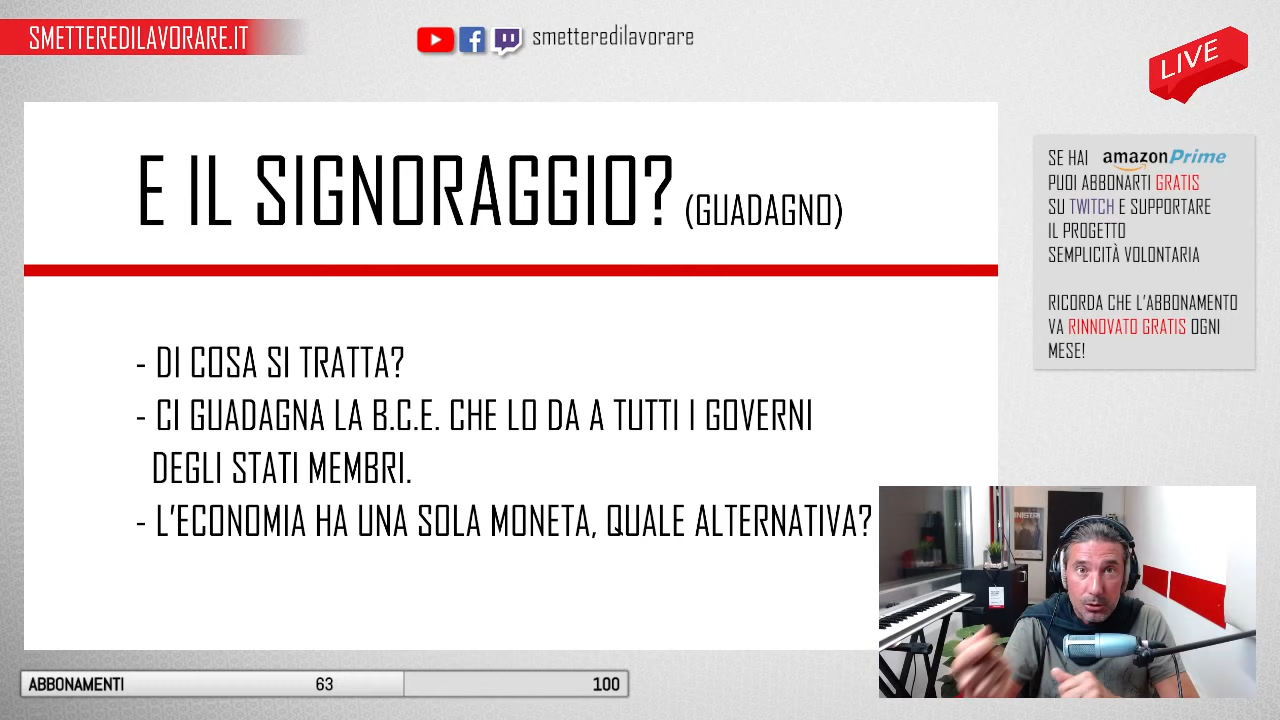 SMETTEREDILAVORARE.IT
smetteredilavorare
LIVE
E IL SIGNORAGGIO? (GUADAGNO)
- DI COSA SI TRATTA?
- CI GUADAGNA LA B.C.E. CHE LO DA A TUTTI I GOVERNI
DEGLI STATI MEMBRI.
- L'ECONOMIA HA UNA SOLA MONETA, QUALE ALTERNATIVA?
SE HAI amazonPrime
PUOI ABBONARTI GRATIS
SU TWITCH E SUPPORTARE
IL PROGETTO
SEMPLICITÀ VOLONTARIA
RICORDA CHE L'ABBONAMENTO
VA RINNOVATO GRATIS OGNI
MESE!
ABBONAMENTI 63 100